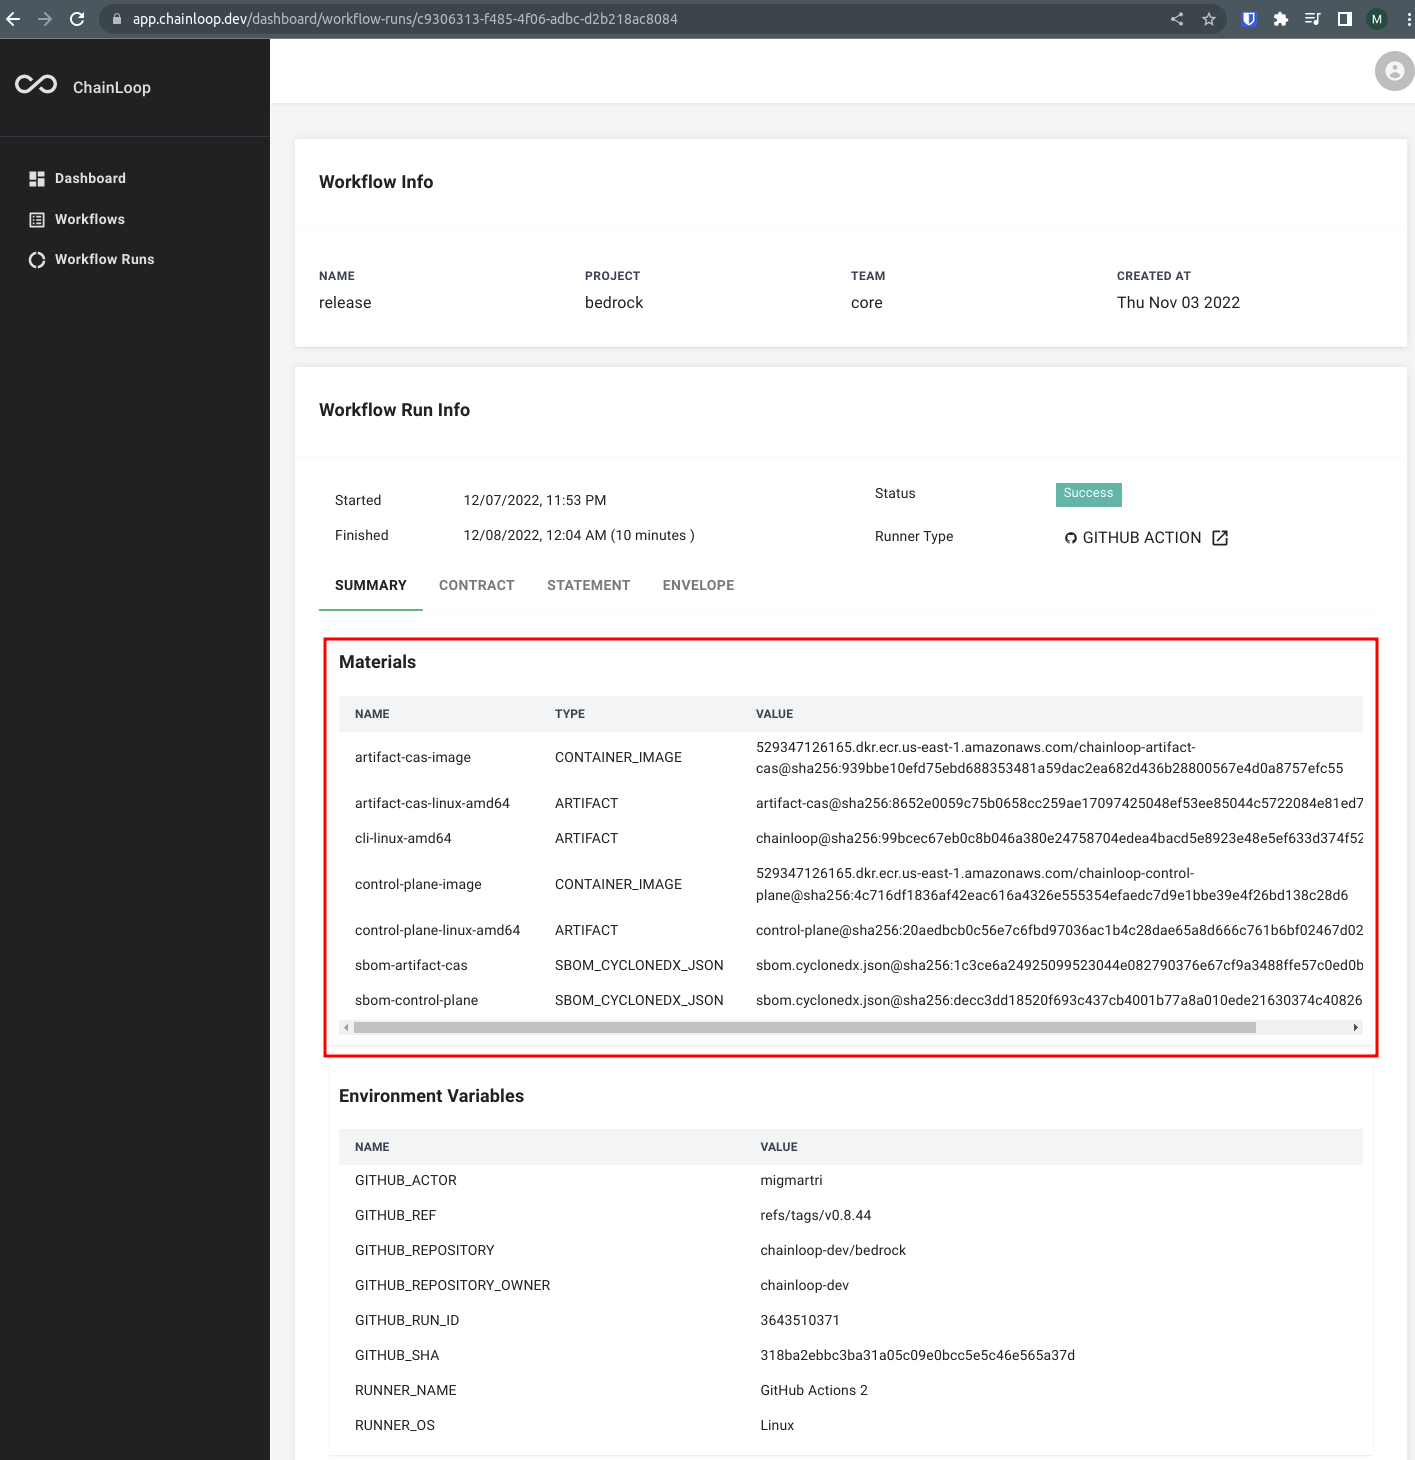 app.chainloop.dev/dashboard/workflow-runs/c9306313-f485-4f06-adbc-d2b218ac8084
M
ChainLoop
Dashboard
Workflows
Workflow Runs
Workflow Info
NAME PROJECT TEAM CREATED AT
release bedrock core Thu Nov 03 2022
Workflow Run Info
Started 12/07/2022, 11:53 PM Status Success
Finished 12/08/2022, 12:04 AM (10 minutes ) Runner Type GITHUB ACTION
SUMMARY CONTRACT STATEMENT ENVELOPE
Materials
NAME TYPE VALUE
artifact-cas-image CONTAINER_IMAGE 529347126165.dkr.ecr.us-east-1.amazonaws.com/chainloop-artifact-
cas@sha256:939bbe10efd75ebd688353481a59dac2ea682d436b28800567e4d0a8757efc55
artifact-cas-linux-amd64 ARTIFACT artifact-cas@sha256:8652e0059c75b0658cc259ae17097425048ef53ee85044c5722084e81ed7
cli-linux-amd64 ARTIFACT chainloop@sha256:99bcec67eb0c8b046a380e24758704edea4bacd5e8923e48e5ef633d374f52
control-plane-image CONTAINER_IMAGE 529347126165.dkr.ecr.us-east-1.amazonaws.com/chainloop-control-
plane@sha256:4c716df1836af42eac616a4326e555354efaedc7d9e1bbe39e4f26bd138c28d6
control-plane-linux-amd64 ARTIFACT control-plane@sha256:20aedbcb0c56e7c6fbd97036ac1b4c28dae65a8d666c761b6bf02467d02
sbom-artifact-cas SBOM_CYCLONEDX_JSON sbom.cyclonedx.json@sha256:1c3ce6a24925099523044e082790376e67cf9a3488ffe57c0ed0b
sbom-control-plane SBOM_CYCLONEDX_JSON sbom.cyclonedx.json@sha256:decc3dd18520f693c437cb4001b77a8a010ede21630374c40826
Environment Variables
NAME VALUE
GITHUB_ACTOR migmartri
GITHUB_REF refs/tags/v0.8.44
GITHUB_REPOSITORY chainloop-dev/bedrock
GITHUB_REPOSITORY_OWNER chainloop-dev
GITHUB_RUN_ID 3643510371
GITHUB_SHA 318ba2ebbc3ba31a05c09e0bcc5e5c46e565a37d
RUNNER_NAME GitHub Actions 2
RUNNER_OS Linux